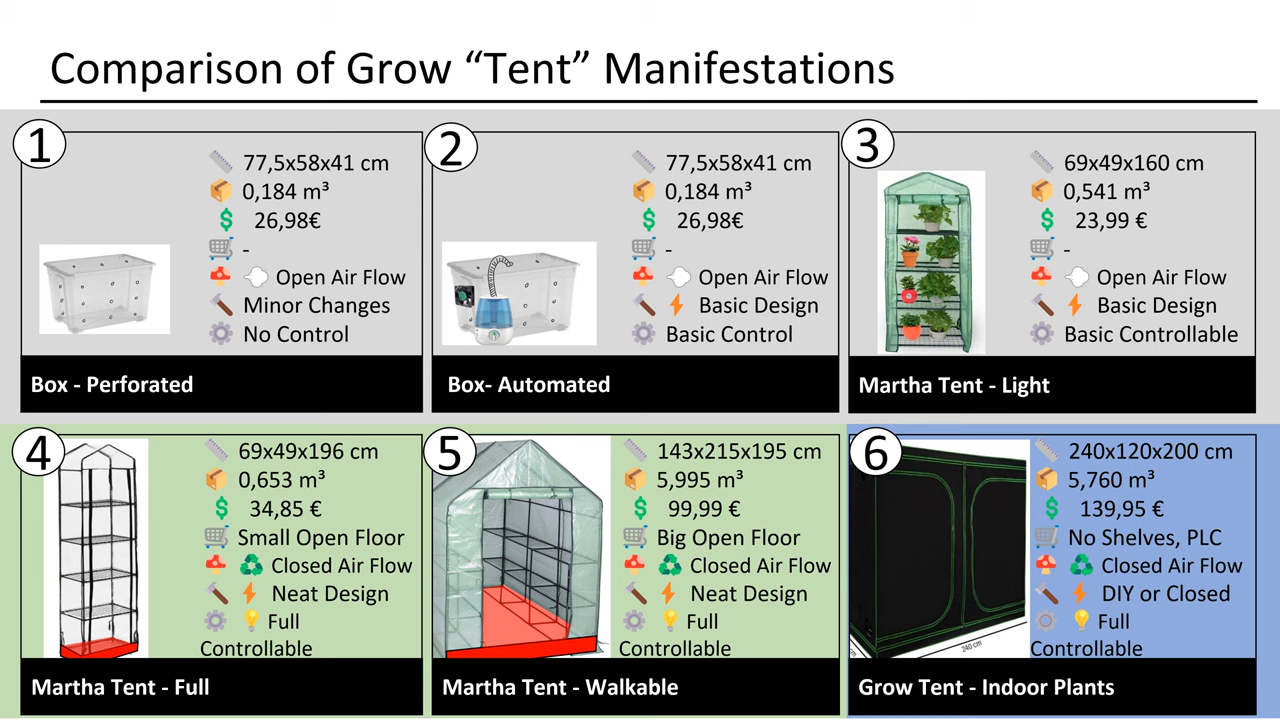 Comparison of Grow “Tent” Manifestations
1
77,5x58x41 cm
0,184 m³
26,98€
-
Open Air Flow
Minor Changes
No Control
Box - Perforated
2
77,5x58x41 cm
0,184 m³
26,98€
-
Open Air Flow
Basic Design
Basic Control
Box- Automated
3
69x49x160 cm
0,541 m³
23,99 €
-
Open Air Flow
Basic Design
Basic Controllable
Martha Tent - Light
4
69x49x196 cm
0,653 m³
34,85 €
Small Open Floor
Closed Air Flow
Neat Design
Full
Controllable
Martha Tent - Full
5
143x215x195 cm
5,995 m³
99,99 €
Big Open Floor
Closed Air Flow
Neat Design
Full
Controllable
Martha Tent - Walkable
6
240x120x200 cm
5,760 m³
139,95 €
No Shelves, PLC
Closed Air Flow
DIY or Closed
Full
Controllable
240 cm
Grow Tent - Indoor Plants